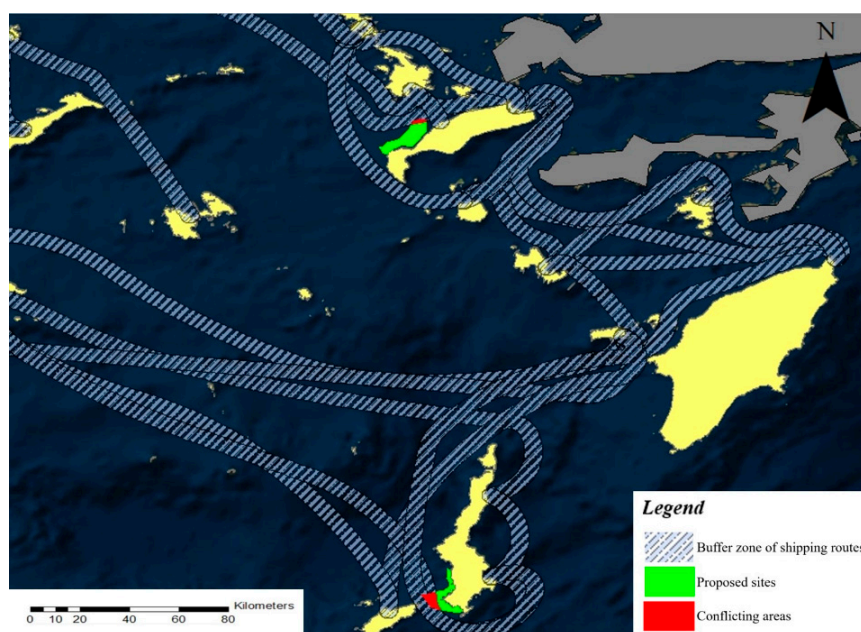 N
Legend
Buffer zone of shipping routes
Proposed sites
Conflicting areas
Kilometers
0 10 20 40 60 80